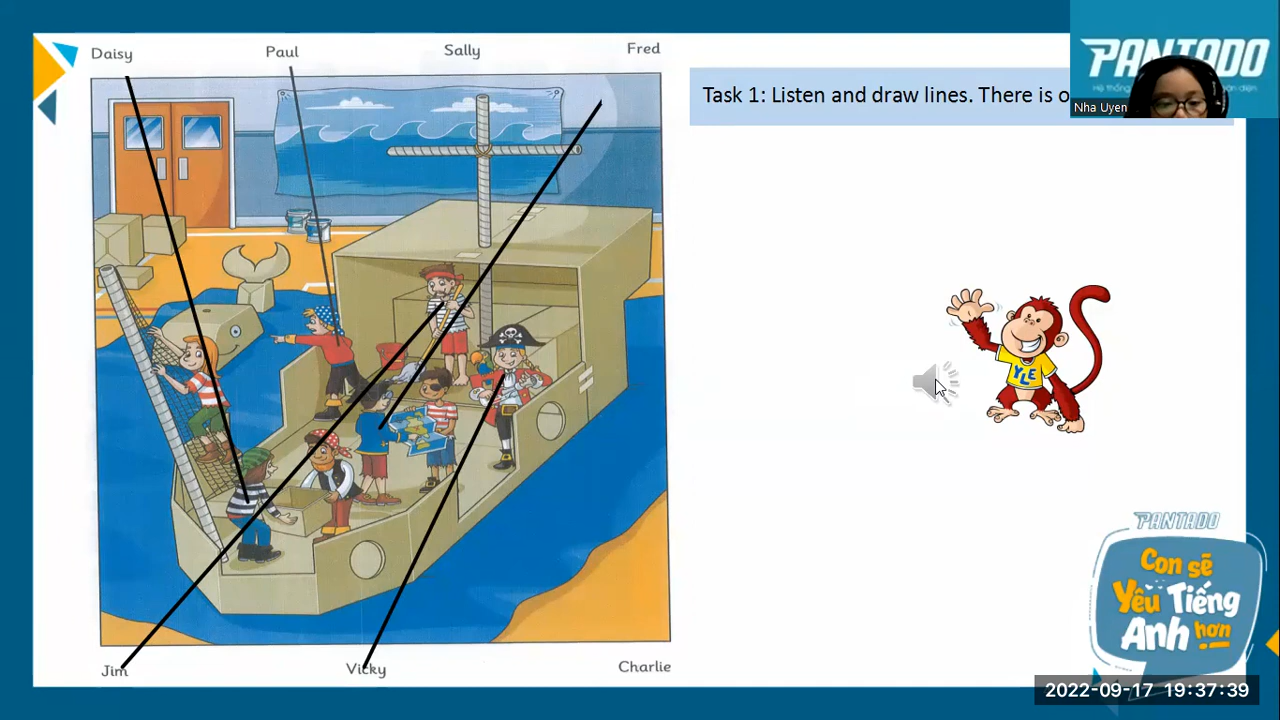 Daisy
Paul
Sally
Fred
Task 1: Listen and draw lines. There is o
PANTADO
Nha Uyen
YLE
Jim
Vicky
Charlie
PANTADO
Con sẽ
Yêu Tiếng
Anh hơn
2022-09-17 19:37:39